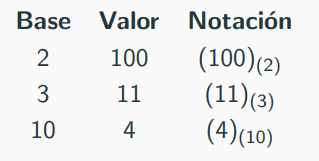 Base Valor Notación
2 100 (100)₍₂₎
3 11 (11)₍₃₎
10 4 (4)₍₁₀₎